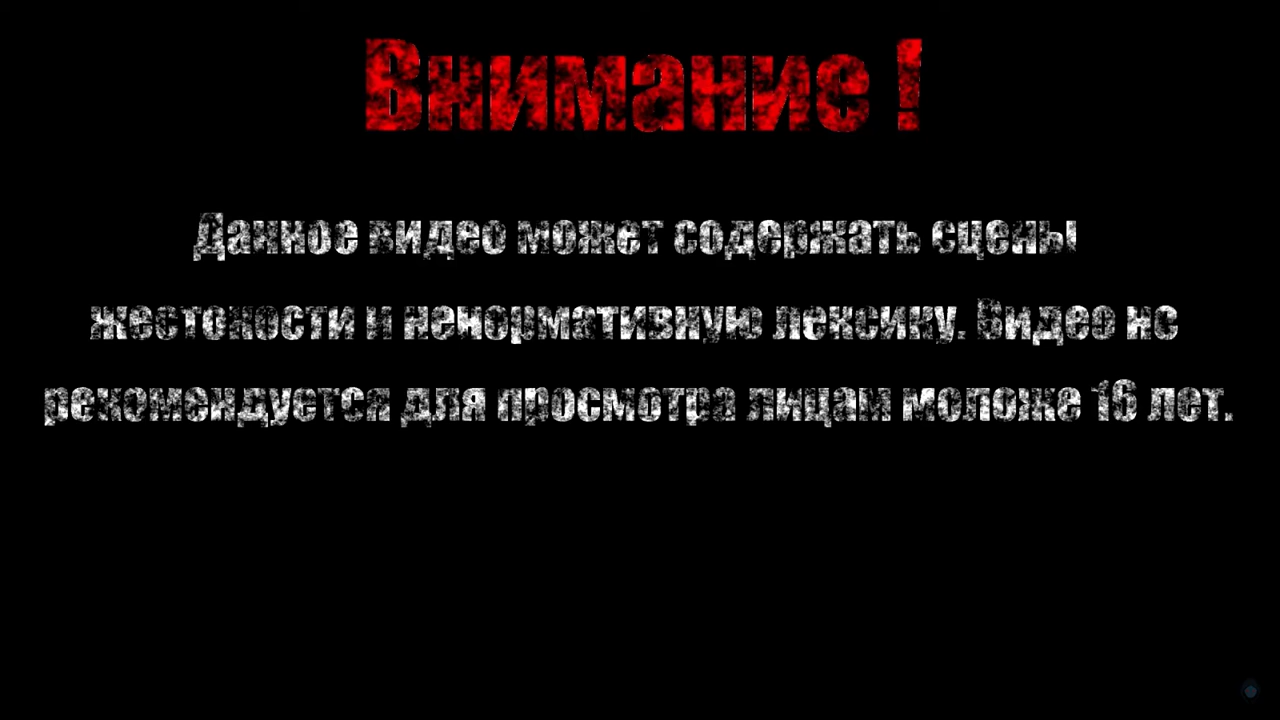 Внимание !
Данное видео может содержать сцены
жестокости и ненормативную лексику. Видео не
рекомендуется для просмотра лицам моложе 16 лет.